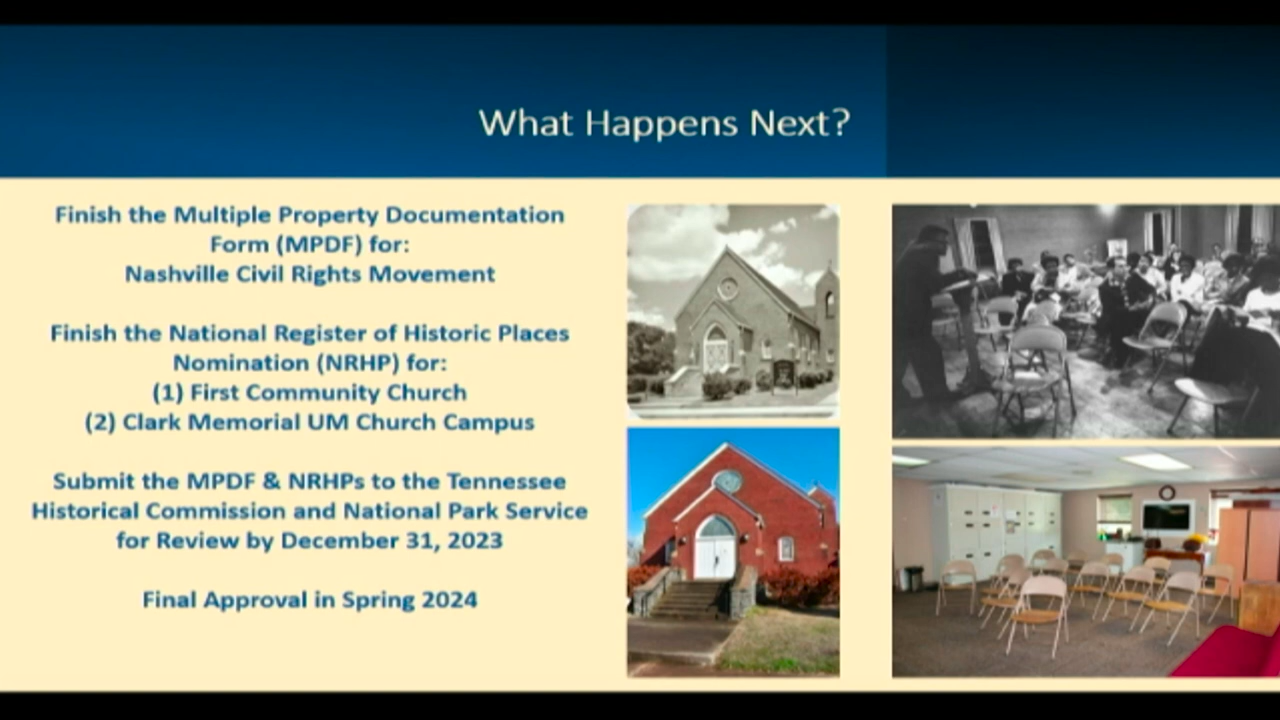 What Happens Next?
Finish the Multiple Property Documentation
Form (MPDF) for:
Nashville Civil Rights Movement
Finish the National Register of Historic Places
Nomination (NRHP) for:
(1) First Community Church
(2) Clark Memorial UM Church Campus
Submit the MPDF & NRHPs to the Tennessee
Historical Commission and National Park Service
for Review by December 31, 2023
Final Approval in Spring 2024